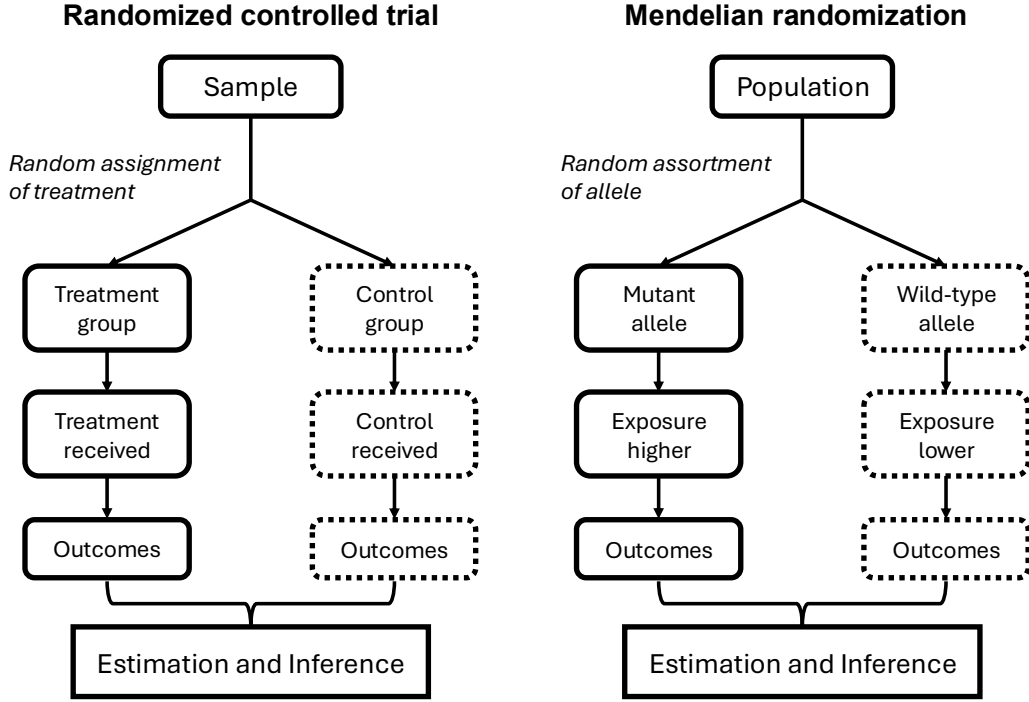 Randomized controlled trial
Sample
Random assignment
of treatment
Treatment
group
Control
group
Treatment
received
Control
received
Outcomes
Outcomes
Estimation and Inference
Mendelian randomization
Population
Random assortment
of allele
Mutant
allele
Wild-type
allele
Exposure
higher
Exposure
lower
Outcomes
Outcomes
Estimation and Inference